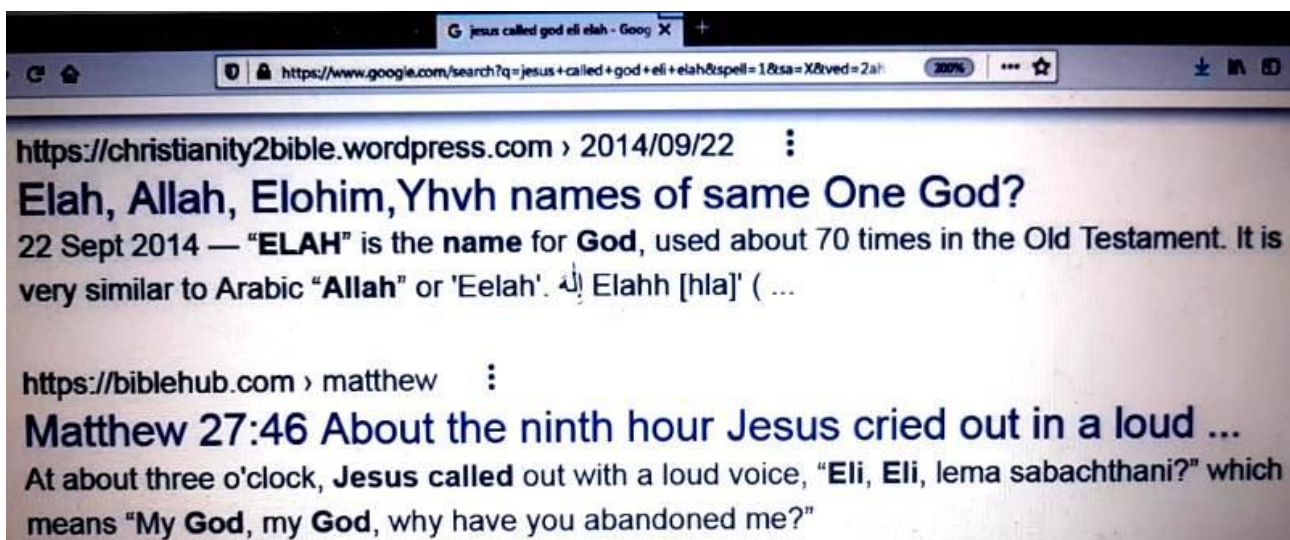 G jesus called god eli elah - Goog X +
https://www.google.com/search?q=jesus+called+god+eli+elah&spell=1&sa=X&ved=2ah 200% ...
https://christianity2bible.wordpress.com › 2014/09/22
Elah, Allah, Elohim,Yhvh names of same One God?
22 Sept 2014 — “ELAH” is the name for God, used about 70 times in the Old Testament. It is
very similar to Arabic “Allah” or 'Eelah'. إِلَٰه Elahh [hla]' ( ...
https://biblehub.com › matthew
Matthew 27:46 About the ninth hour Jesus cried out in a loud ...
At about three o'clock, Jesus called out with a loud voice, “Eli, Eli, lema sabachthani?” which
means “My God, my God, why have you abandoned me?”